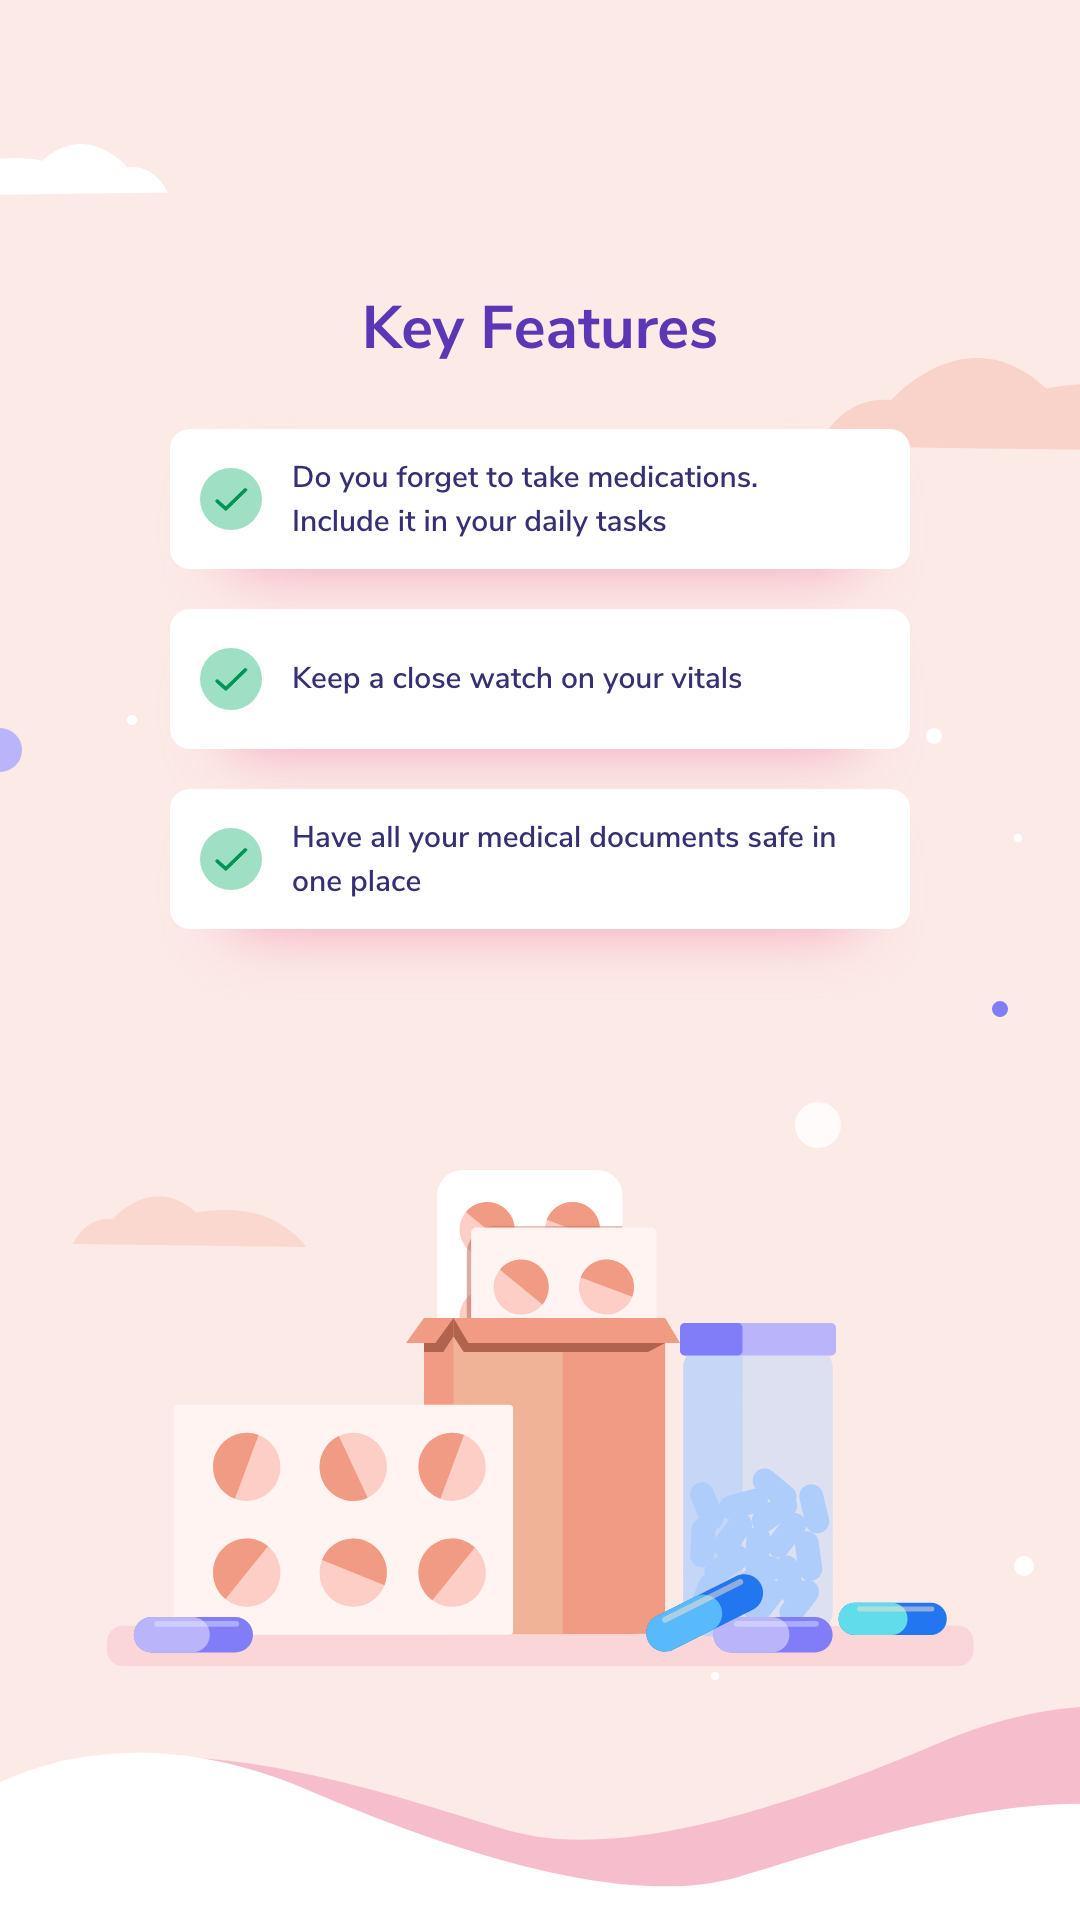 Key Features
Do you forget to take medications.
Include it in your daily tasks
Keep a close watch on your vitals
Have all your medical documents safe in
one place